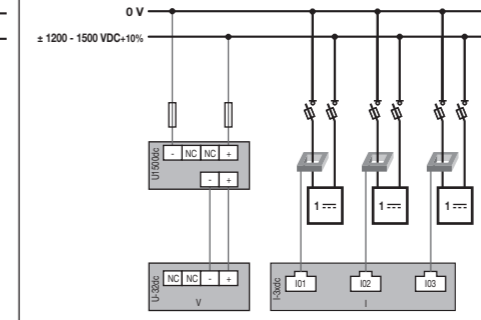 0 V
± 1200 - 1500 VDC+10%
U1500dc
- NC NC +
- +
1 1 1
U-32dc
NC NC - +
V
I-3xdc
I01 I02 I03
I